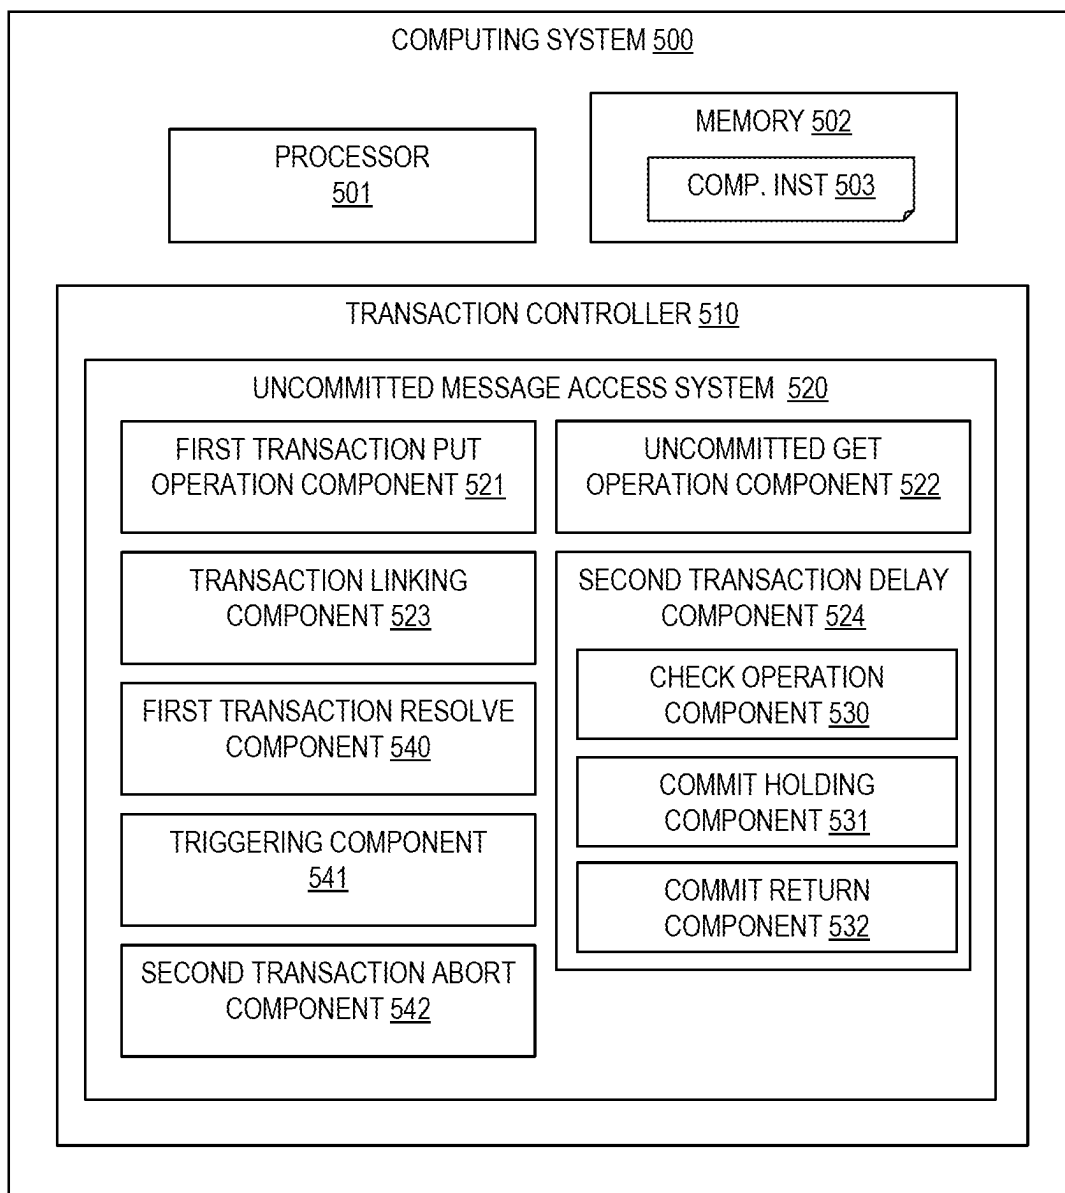 COMPUTING SYSTEM 500
PROCESSOR
501
MEMORY 502
COMP. INST 503
TRANSACTION CONTROLLER 510
UNCOMMITTED MESSAGE ACCESS SYSTEM 520
FIRST TRANSACTION PUT
OPERATION COMPONENT 521
UNCOMMITTED GET
OPERATION COMPONENT 522
TRANSACTION LINKING
COMPONENT 523
SECOND TRANSACTION DELAY
COMPONENT 524
CHECK OPERATION
COMPONENT 530
FIRST TRANSACTION RESOLVE
COMPONENT 540
COMMIT HOLDING
COMPONENT 531
TRIGGERING COMPONENT
541
COMMIT RETURN
COMPONENT 532
SECOND TRANSACTION ABORT
COMPONENT 542